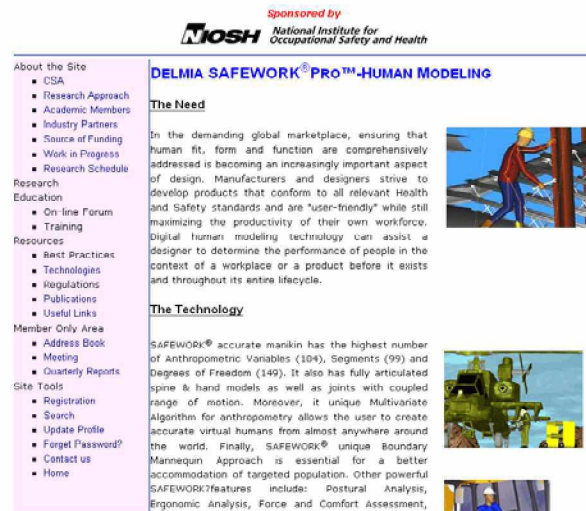 Sponsored by
NIOSH National Institute for
Occupational Safety and Health
About the Site
CSA
Research Approach
Academic Members
Industry Partners
Source of Funding
Work in Progress
Research Schedule
Research
Education
On-line Forum
Training
Resources
Best Practices
Technologies
Regulations
Publications
Useful Links
Member Only Area
Address Book
Meeting
Quarterly Reports
Site Tools
Registration
Search
Update Profile
Forget Password?
Contact us
Home
DELMIA SAFEWORK®PRO™-HUMAN MODELING
The Need
In the demanding global marketplace, ensuring that
human fit, form and function are comprehensively
addressed is becoming an increasingly important aspect
of design. Manufacturers and designers strive to
develop products that conform to all relevant Health
and Safety standards and are "user-friendly" while still
maximizing the productivity of their own workforce.
Digital human modeling technology can assist a
designer to determine the performance of people in the
context of a workplace or a product before it exists
and throughout its entire lifecycle.
The Technology
SAFEWORK® accurate manikin has the highest number
of Anthropometric Variables (104), Segments (99) and
Degrees of Freedom (149). It also has fully articulated
spine & hand models as well as joints with coupled
range of motion. Moreover, it unique Multivariate
Algorithm for anthropometry allows the user to create
accurate virtual humans from almost anywhere around
the world. Finally, SAFEWORK® unique Boundary
Mannequin Approach is essential for a better
accommodation of targeted population. Other powerful
SAFEWORK?features include: Postural Analysis,
Ergonomic Analysis, Force and Comfort Assessment,